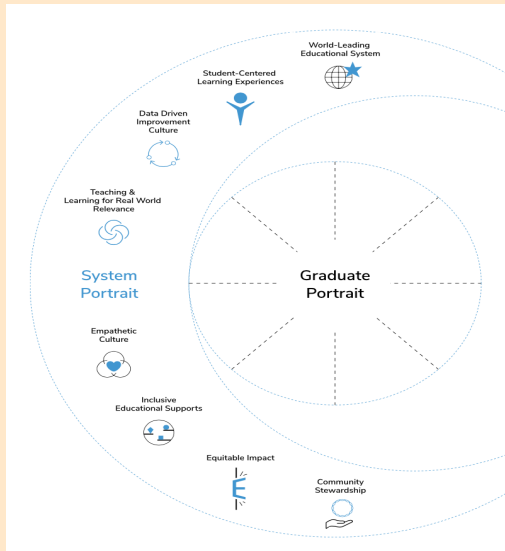 World-Leading
Educational System
Student-Centered
Learning Experiences
Data Driven
Improvement
Culture
Teaching &
Learning for Real World
Relevance
System
Portrait
Graduate
Portrait
Empathetic
Culture
Inclusive
Educational Supports
Equitable Impact
Community
Stewardship